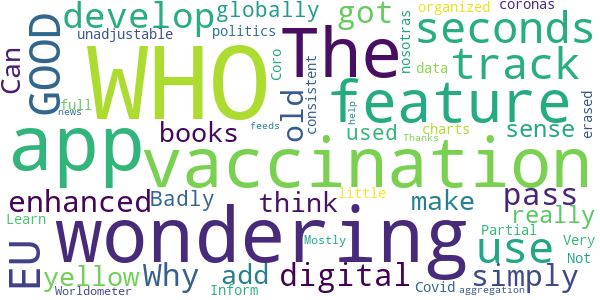 unadjustable globally organized coronas
develop politics got seconds
Can GOOD WHO The Coro nosotras track
full consistent data
news old feature erased
app books help used charts sense
vaccination feeds Thanks
enhanced Badly think little make pass
Learn really
EU wondering Mostly use Partial Very
yellow Why add digital simply Not
Worldometer Inform Covid aggregation